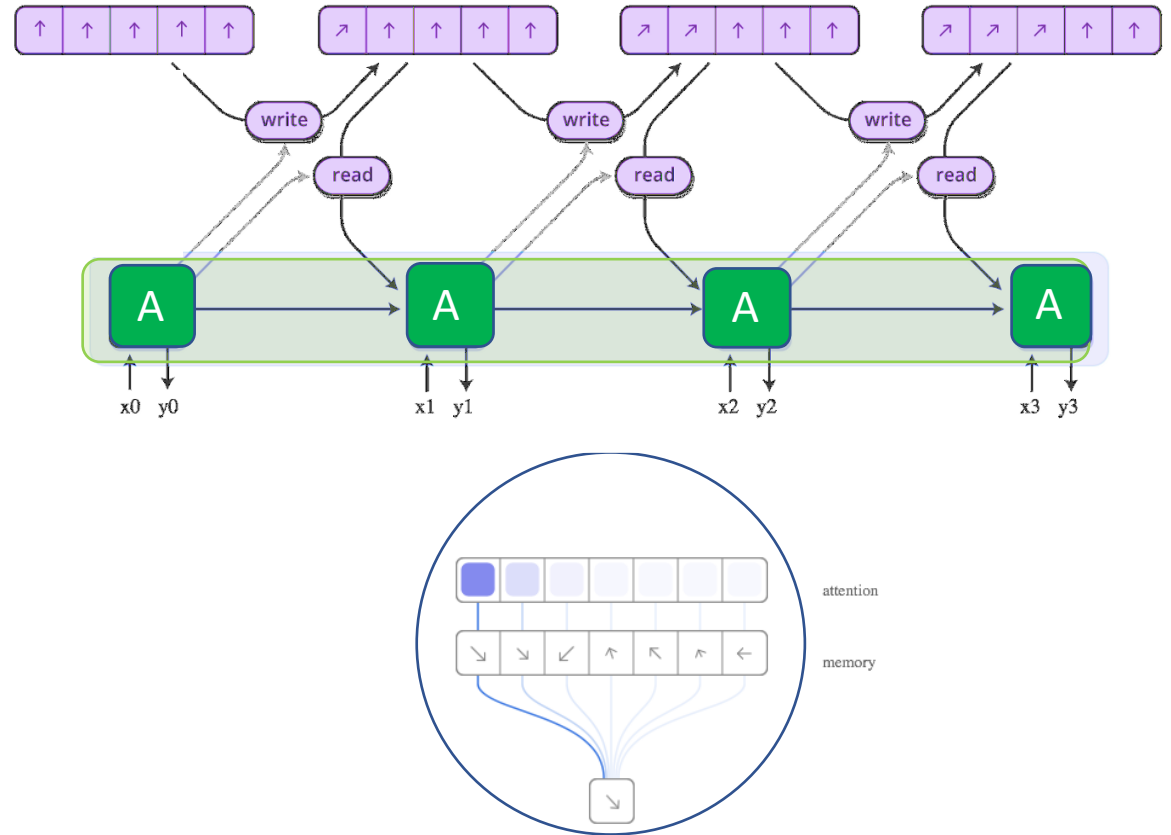 write write write
read read read
A A A A
x0 y0 x1 y1 x2 y2 x3 y3
attention
memory